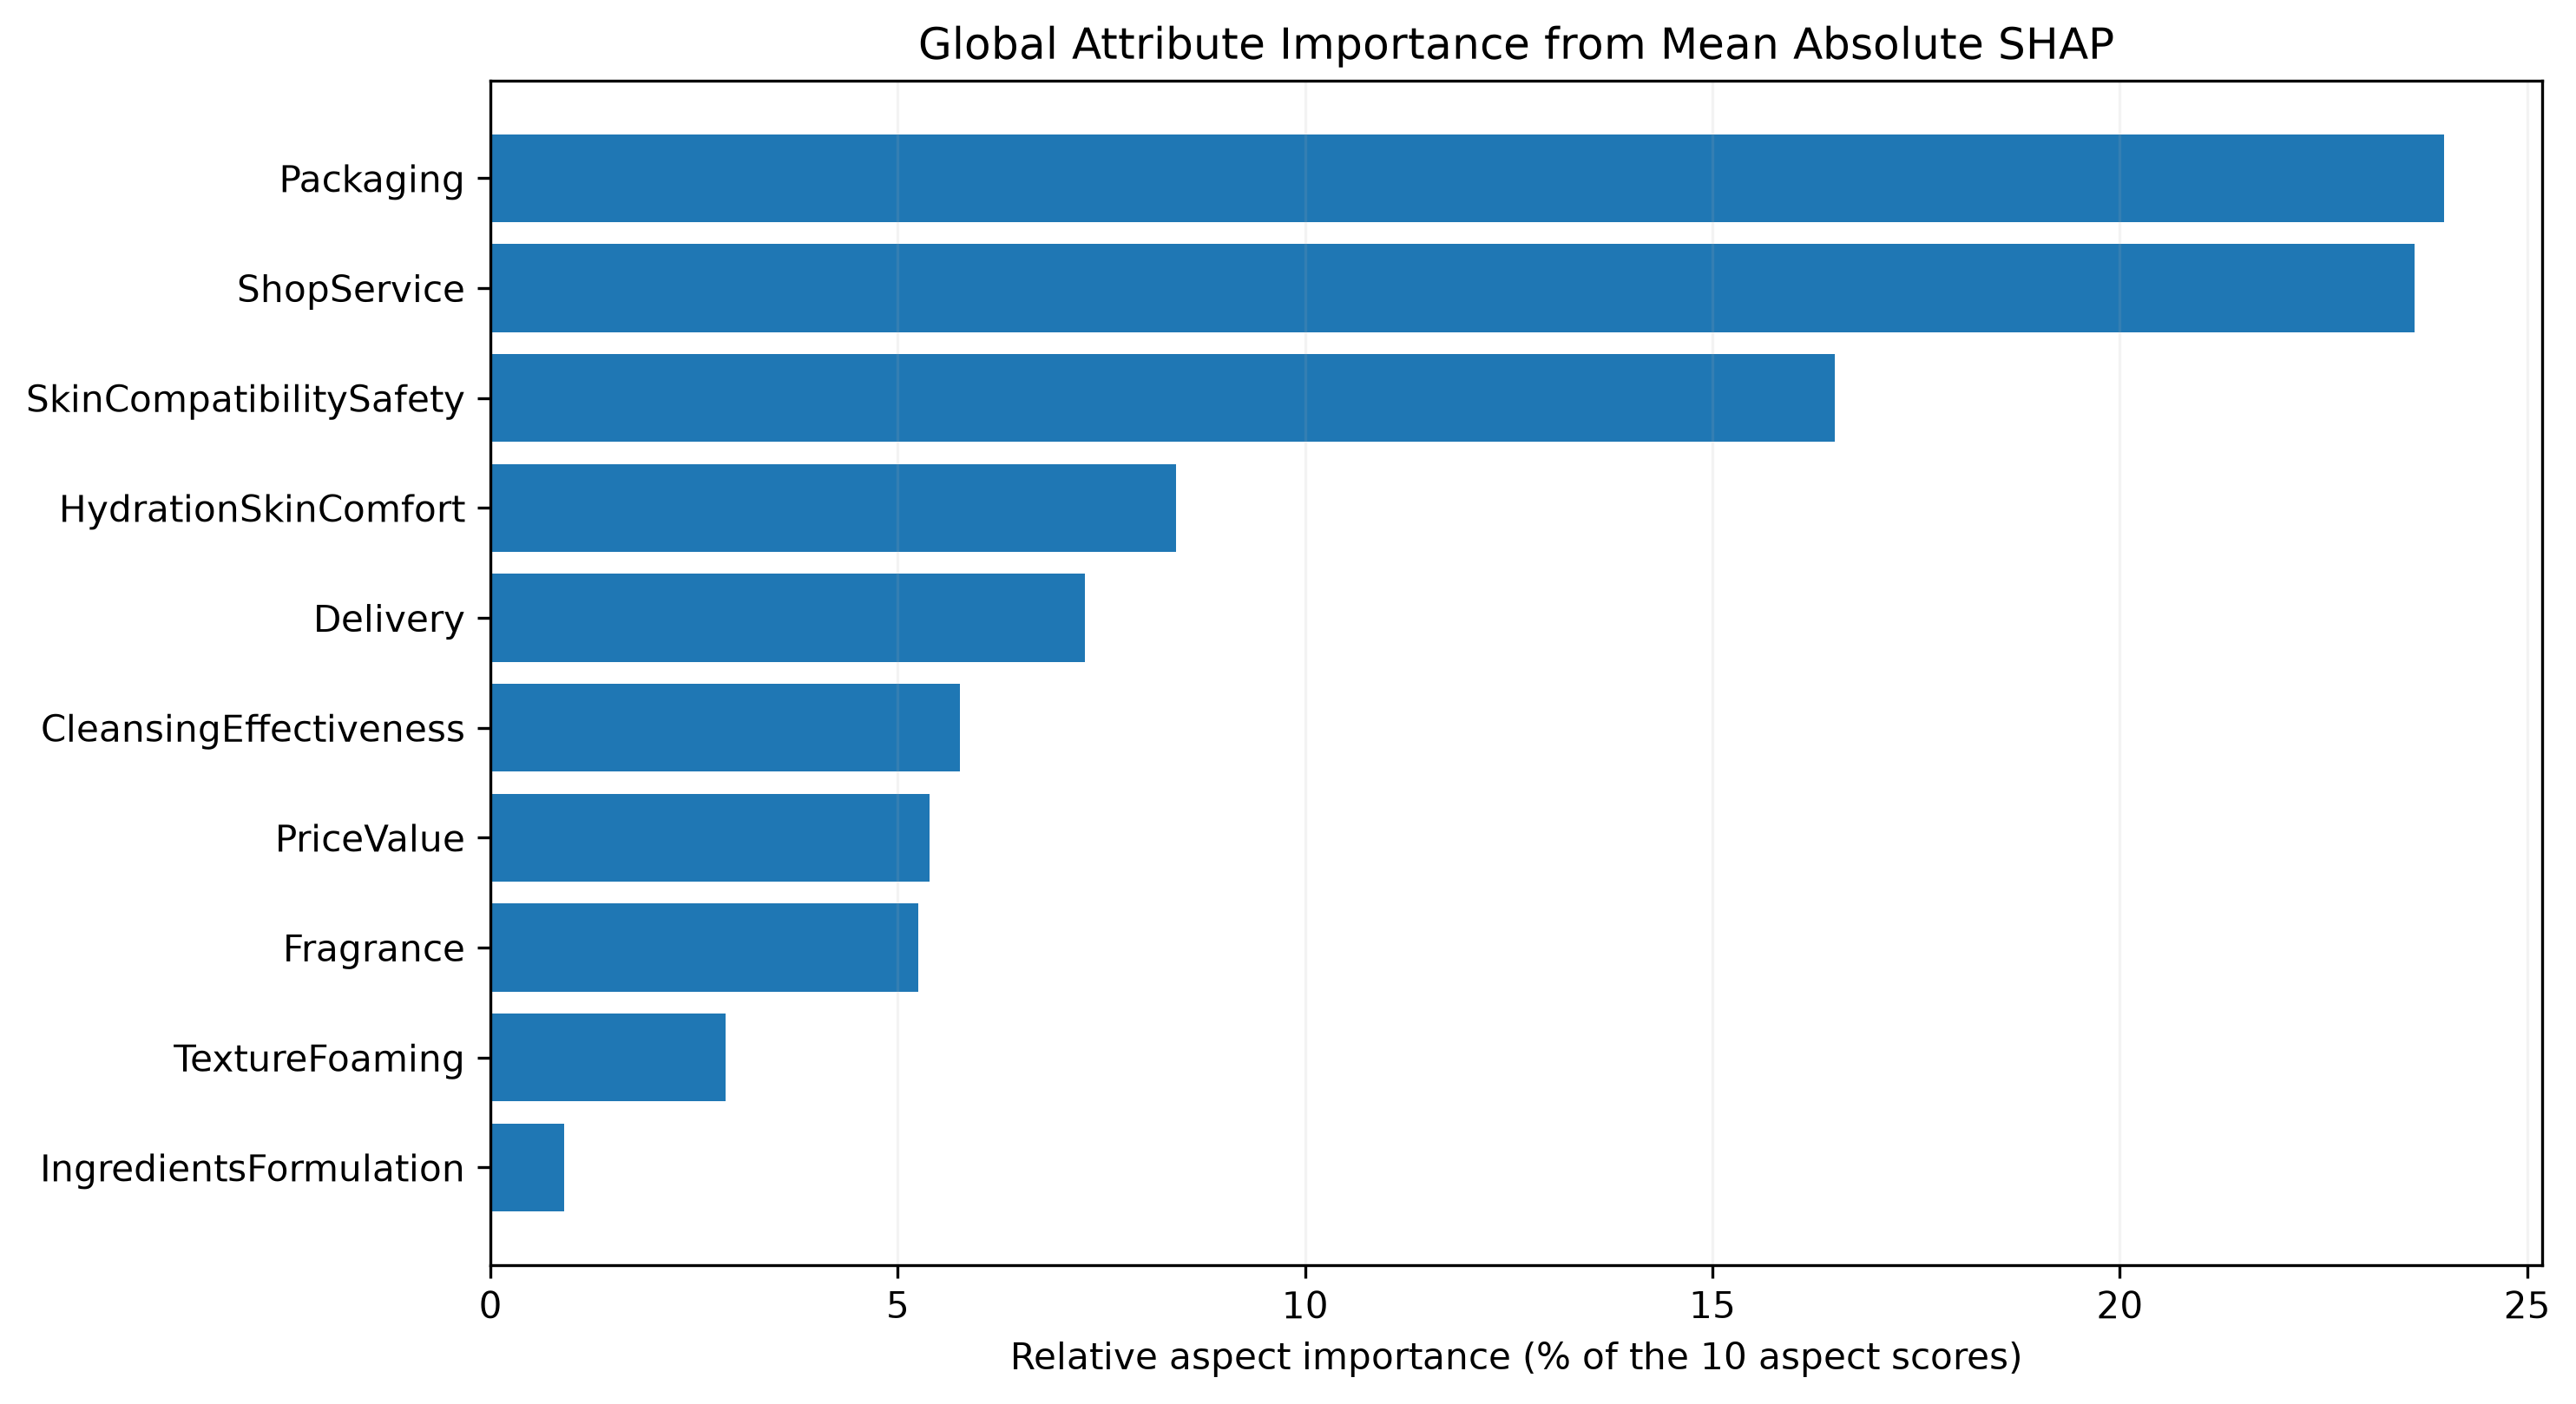 Global Attribute Importance from Mean Absolute SHAP
Packaging
ShopService
SkinCompatibilitySafety
HydrationSkinComfort
Delivery
CleansingEffectiveness
PriceValue
Fragrance
TextureFoaming
IngredientsFormulation
0 5 10 15 20 25
Relative aspect importance (% of the 10 aspect scores)